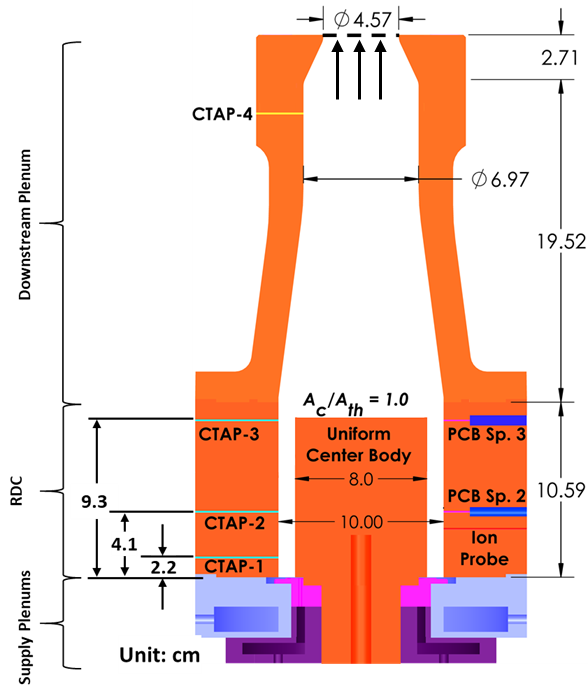 Ø 4.57
2.71
CTAP-4
Ø 6.97
Downstream Plenum
19.52
A_c/A_th = 1.0
CTAP-3
Uniform
Center Body
PCB Sp. 3
8.0
9.3
RDC
10.59
PCB Sp. 2
CTAP-2
10.00
4.1
Ion
Probe
2.2
CTAP-1
Supply Plenums
Unit: cm